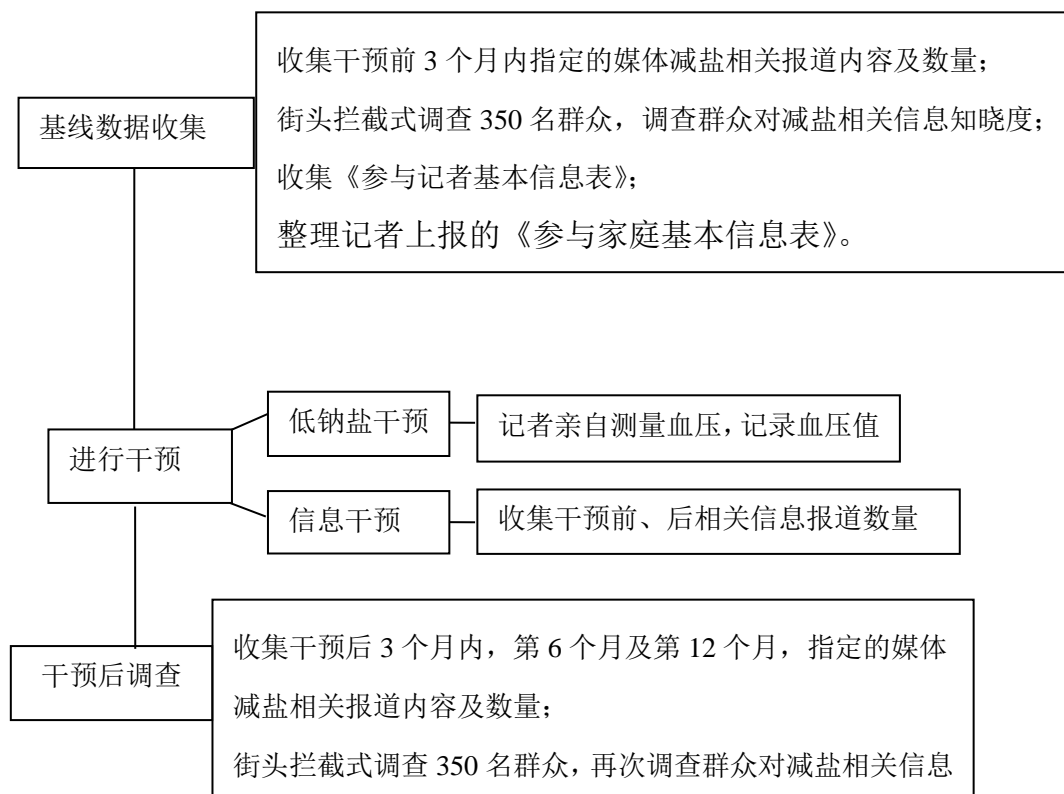 收集干预前 3 个月内指定的媒体减盐相关报道内容及数量；
基线数据收集
街头拦截式调查 350 名群众，调查群众对减盐相关信息知晓度；
收集《参与记者基本信息表》；
整理记者上报的《参与家庭基本信息表》。
低钠盐干预
记者亲自测量血压，记录血压值
进行干预
信息干预
收集干预前、后相关信息报道数量
干预后调查
收集干预后 3 个月内，第 6 个月及第 12 个月，指定的媒体
减盐相关报道内容及数量；
街头拦截式调查 350 名群众，再次调查群众对减盐相关信息